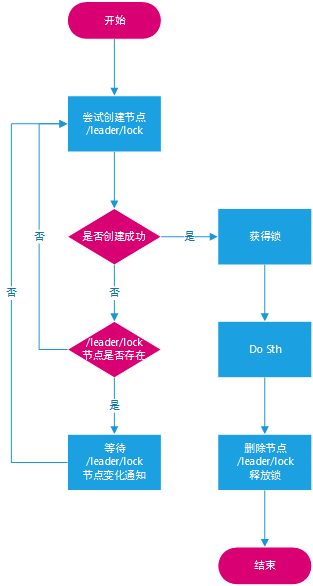 开始
尝试创建节点
/leader/lock
是否创建成功
是
获得锁
否
否
否
/leader/lock
节点是否存在
Do Sth
是
等待
/leader/lock
节点变化通知
删除节点
/leader/lock
释放锁
结束